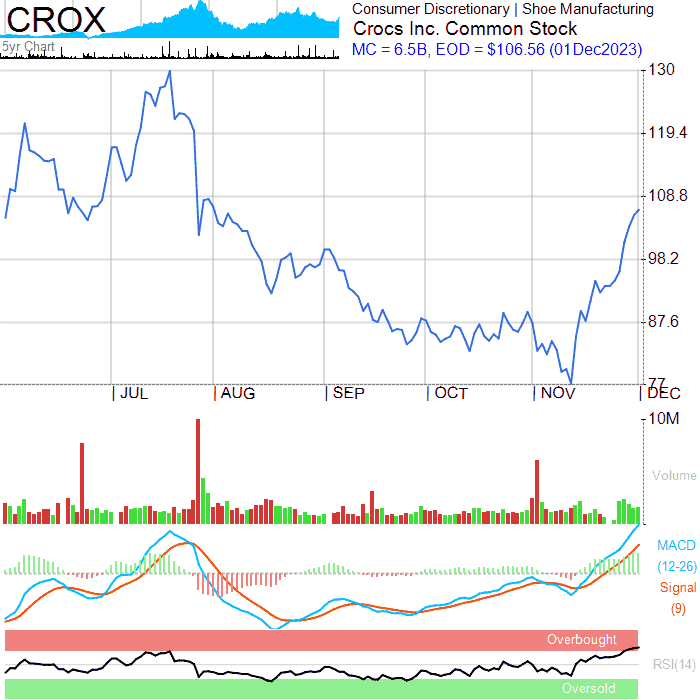 CROX
5yr Chart
Consumer Discretionary | Shoe Manufacturing
Crocs Inc. Common Stock
MC = 6.5B, EOD = $106.56 (01Dec2023)
130
119.4
108.8
98.2
87.6
77
JUL AUG SEP OCT NOV DEC
10M
Volume
MACD
(12-26)
Signal
(9)
Overbought
RSI(14)
Oversold